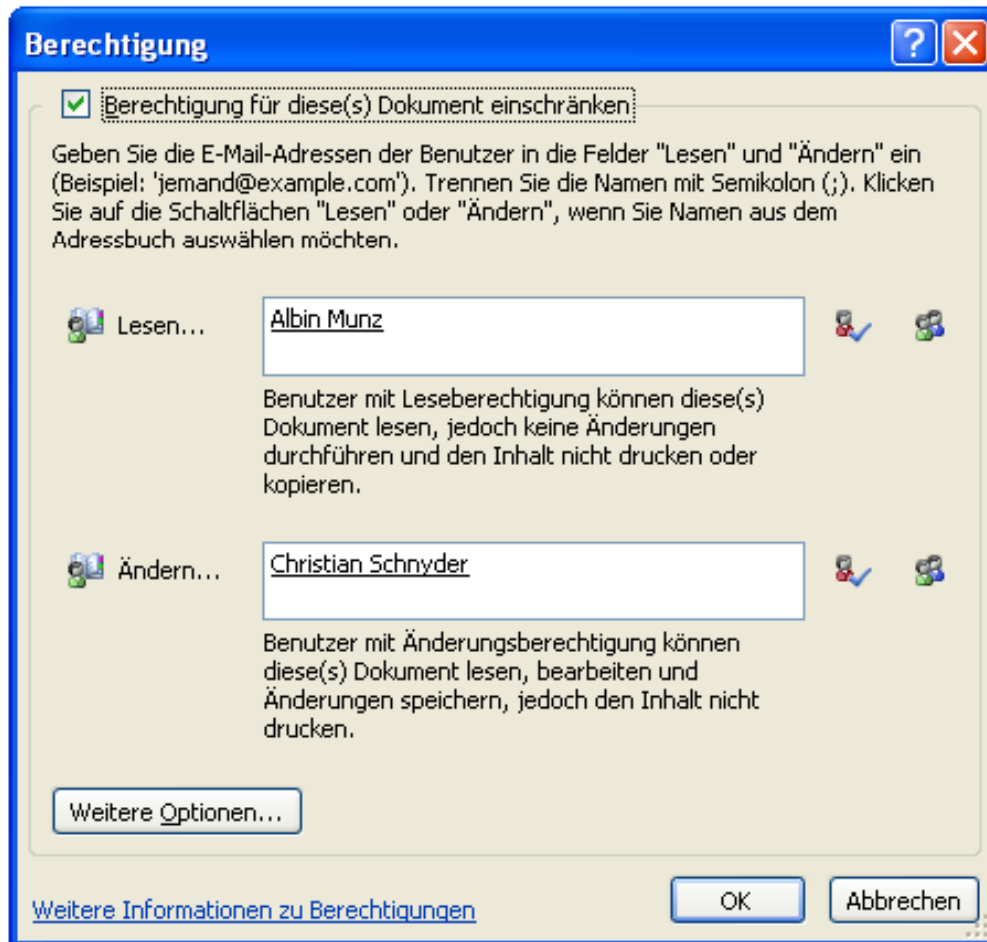 Berechtigung
Berechtigung für diese(s) Dokument einschränken
Geben Sie die E-Mail-Adressen der Benutzer in die Felder "Lesen" und "Ändern" ein
(Beispiel: 'jemand@example.com'). Trennen Sie die Namen mit Semikolon (;). Klicken
Sie auf die Schaltflächen "Lesen" oder "Ändern", wenn Sie Namen aus dem
Adressbuch auswählen möchten.
Lesen...
Albin Munz
Benutzer mit Leseberechtigung können diese(s)
Dokument lesen, jedoch keine Änderungen
durchführen und den Inhalt nicht drucken oder
kopieren.
Ändern...
Christian Schnyder
Benutzer mit Änderungsberechtigung können
diese(s) Dokument lesen, bearbeiten und
Änderungen speichern, jedoch den Inhalt nicht
drucken.
Weitere Optionen...
Weitere Informationen zu Berechtigungen
OK
Abbrechen